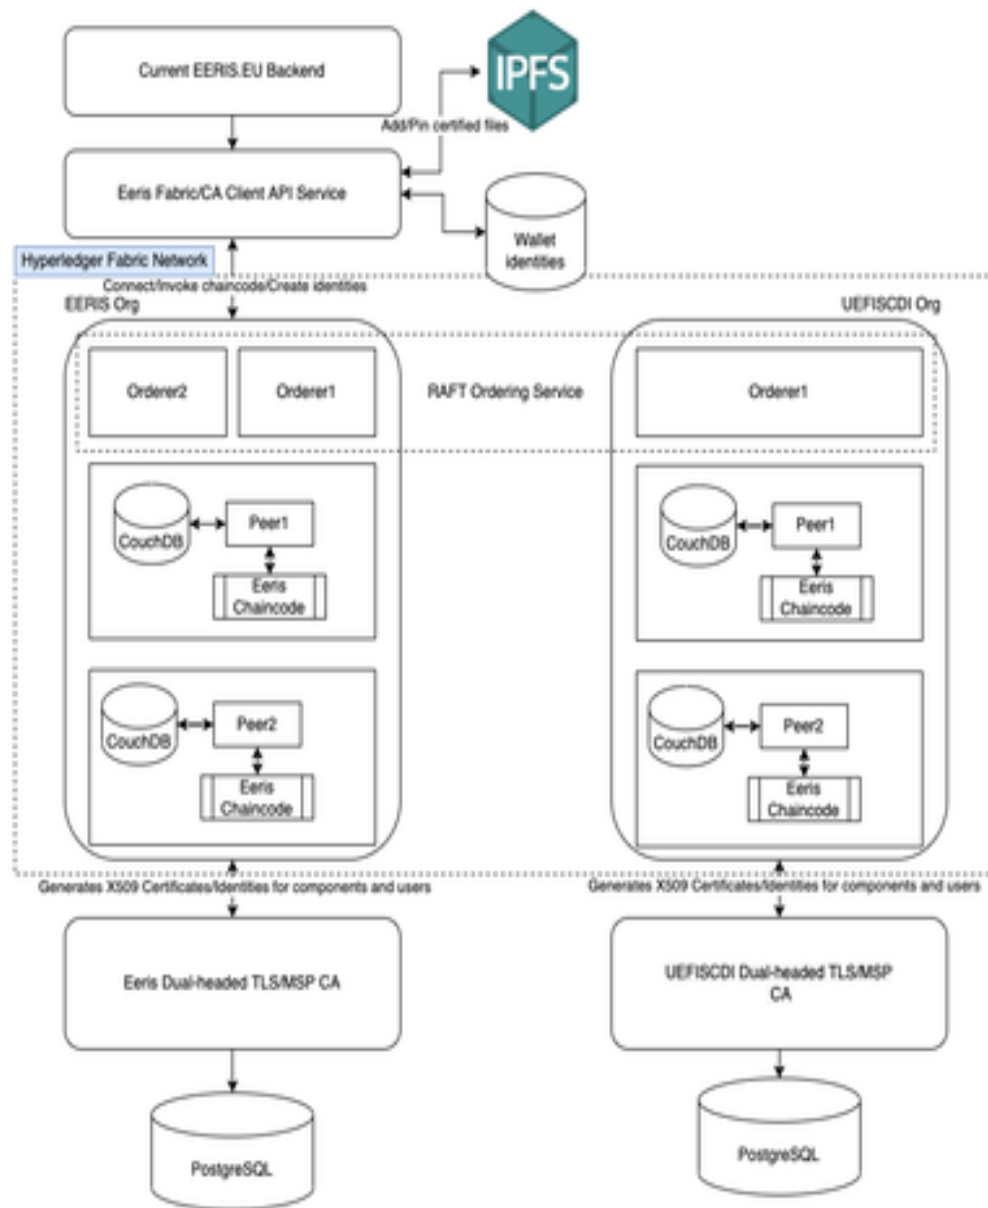 Current EERIS.EU Backend
IPFS
Add/Pin certified files
Eeris Fabric/CA Client API Service
Wallet
identities
Hyperledger Fabric Network
Connect/Invoke chaincode/Create identities
EERIS Org
UEFISCDI Org
Orderer2
Orderer1
RAFT Ordering Service
Orderer1
CouchDB
Peer1
Eeris
Chaincode
CouchDB
Peer1
Eeris
Chaincode
CouchDB
Peer2
Eeris
Chaincode
CouchDB
Peer2
Eeris
Chaincode
Generates X509 Certificates/Identities for components and users
Generates X509 Certificates/Identities for components and users
Eeris Dual-headed TLS/MSP CA
UEFISCDI Dual-headed TLS/MSP
CA
PostgreSQL
PostgreSQL